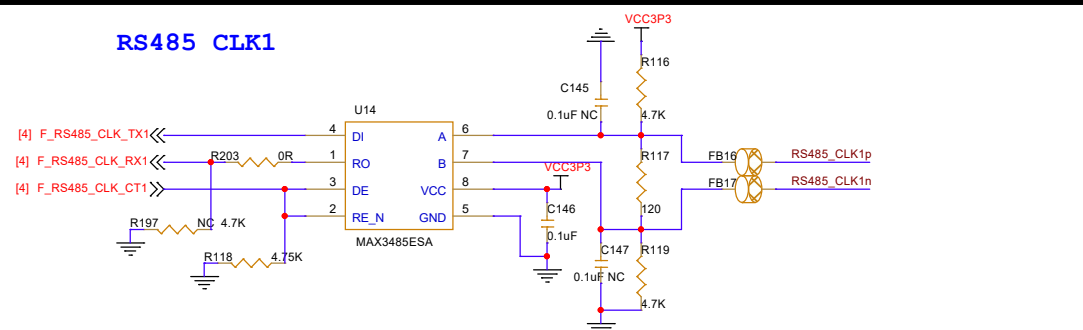 VCC3P3
RS485 CLK1
R116
C145
0.1uF NC
4.7K
U14
[4] F_RS485_CLK_TX1
4
DI
A
6
[4] F_RS485_CLK_RX1
R203
0R
1
RO
B
7
R117
FB16
RS485_CLK1p
VCC3P3
[4] F_RS485_CLK_CT1
3
DE
VCC
8
FB17
RS485_CLK1n
2
RE_N
GND
5
C146
120
R197
NC
4.7K
0.1uF
MAX3485ESA
C147
R119
R118
4.75K
0.1uF NC
4.7K